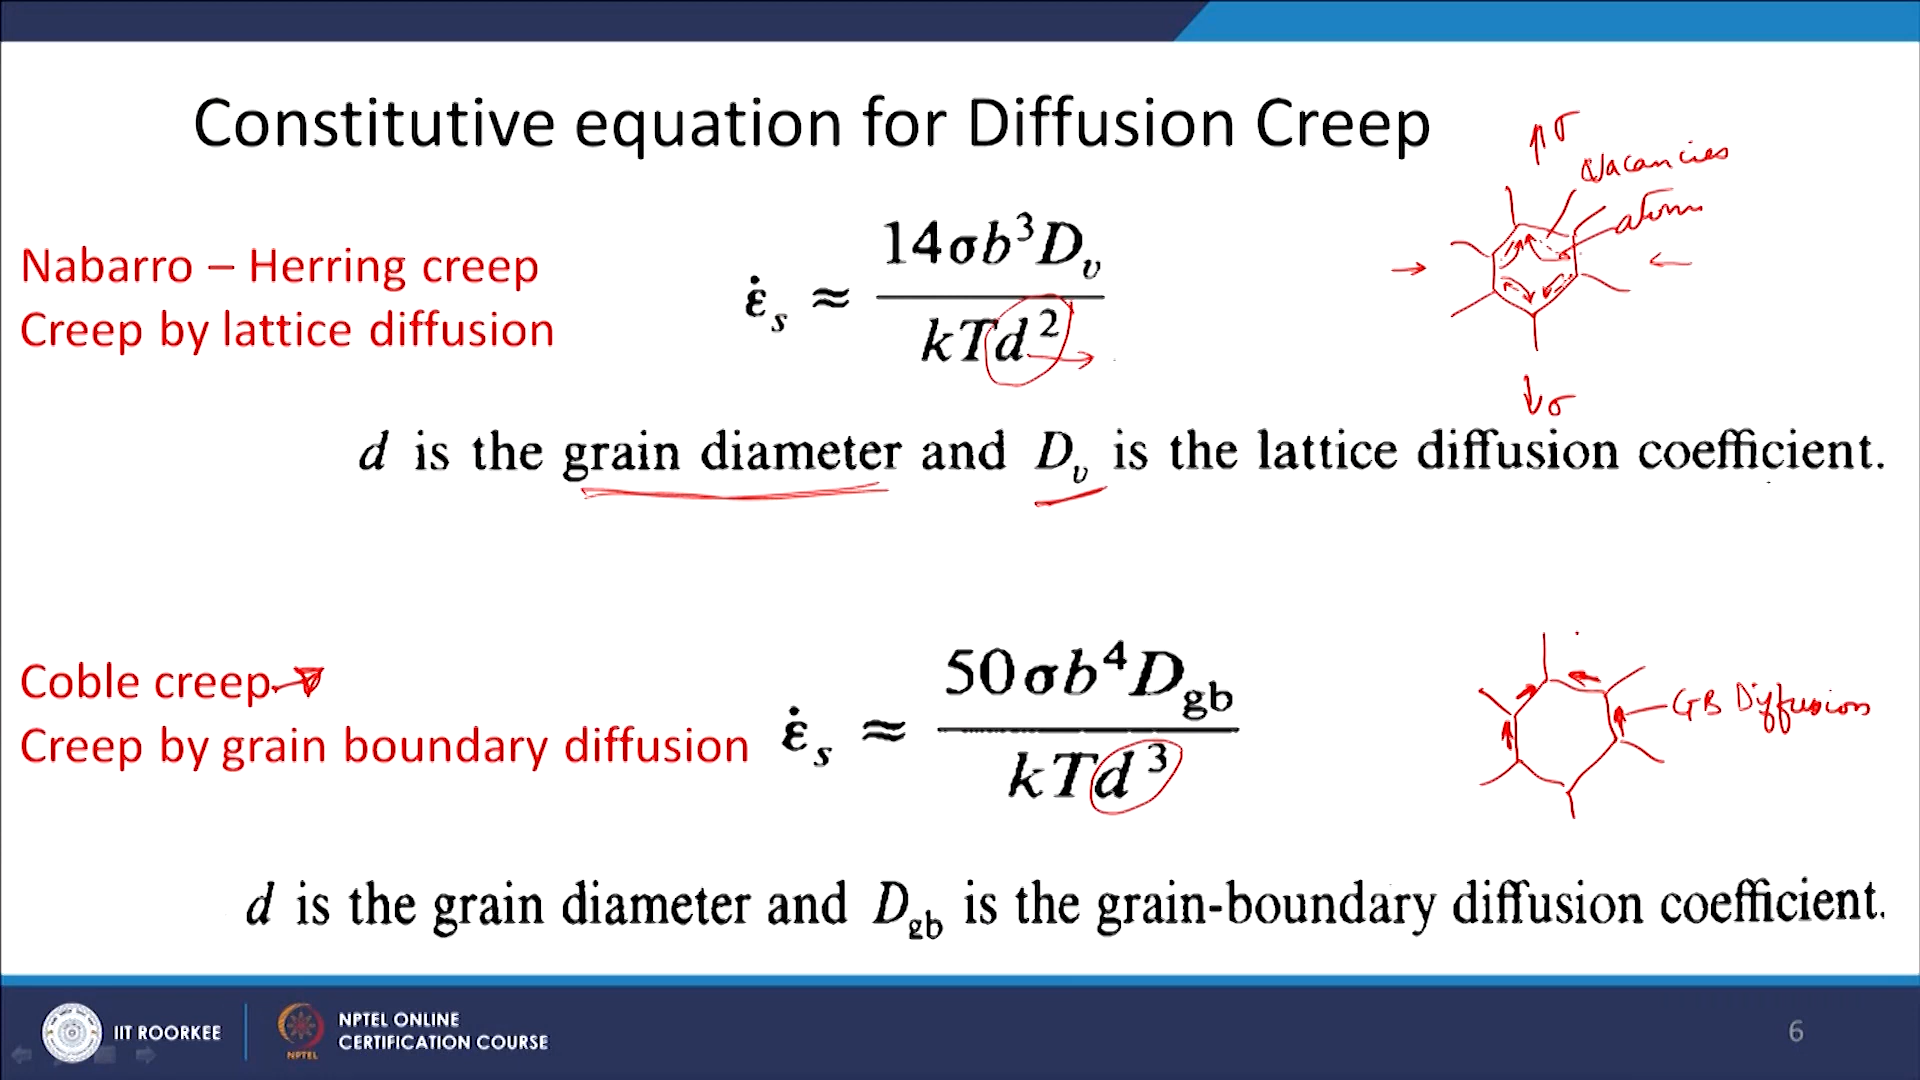 Constitutive equation for Diffusion Creep
↑σ
Vacancies
atoms
Nabarro – Herring creep
Creep by lattice diffusion
ε̇ₛ ≈ 14σb³Dᵥ / kTd²
↓σ
d is the grain diameter and Dᵥ is the lattice diffusion coefficient.
Coble creep
Creep by grain boundary diffusion
ε̇ₛ ≈ 50σb⁴D_gb / kTd³
GB Diffusion
d is the grain diameter and D_gb is the grain-boundary diffusion coefficient.
IIT ROORKEE
NPTEL
NPTEL ONLINE
CERTIFICATION COURSE
6